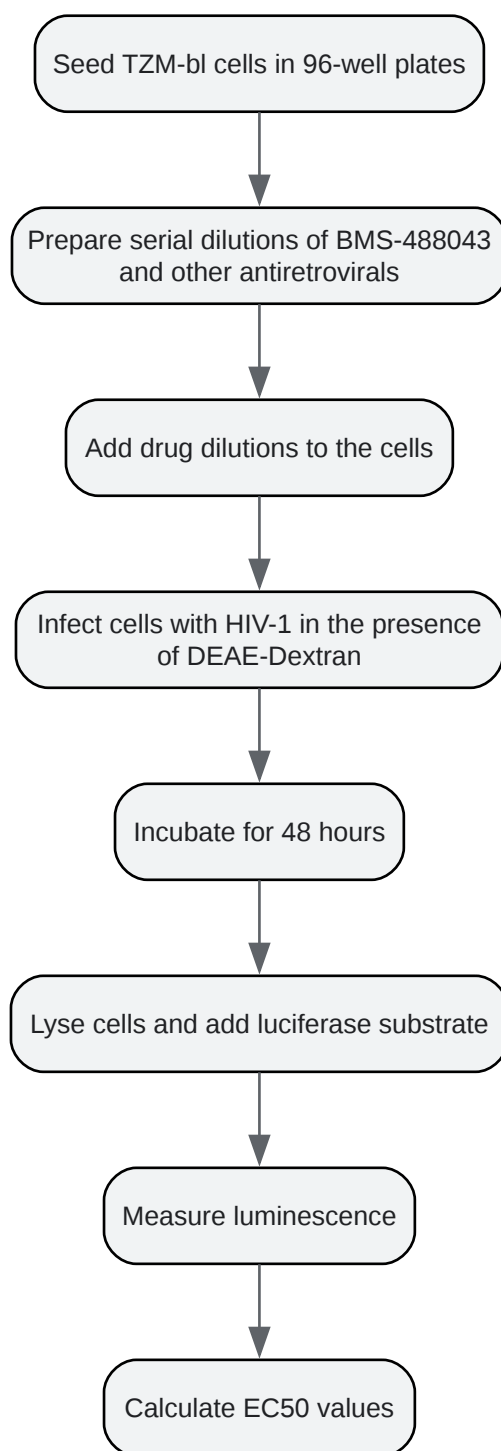 Seed TZM-bl cells in 96-well plates
Prepare serial dilutions of BMS-488043
and other antiretrovirals
Add drug dilutions to the cells
Infect cells with HIV-1 in the presence
of DEAE-Dextran
Incubate for 48 hours
Lyse cells and add luciferase substrate
Measure luminescence
Calculate EC50 values